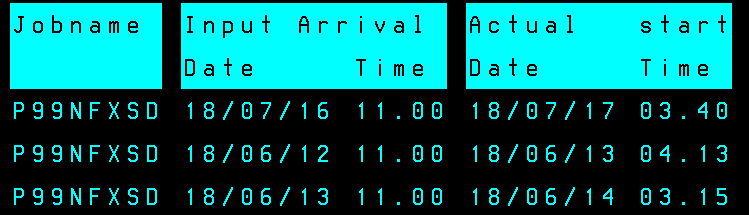 Jobname Input Arrival Actual start
Date Time Date Time
P99NFXSD 18/07/16 11.00 18/07/17 03.40
P99NFXSD 18/06/12 11.00 18/06/13 04.13
P99NFXSD 18/06/13 11.00 18/06/14 03.15